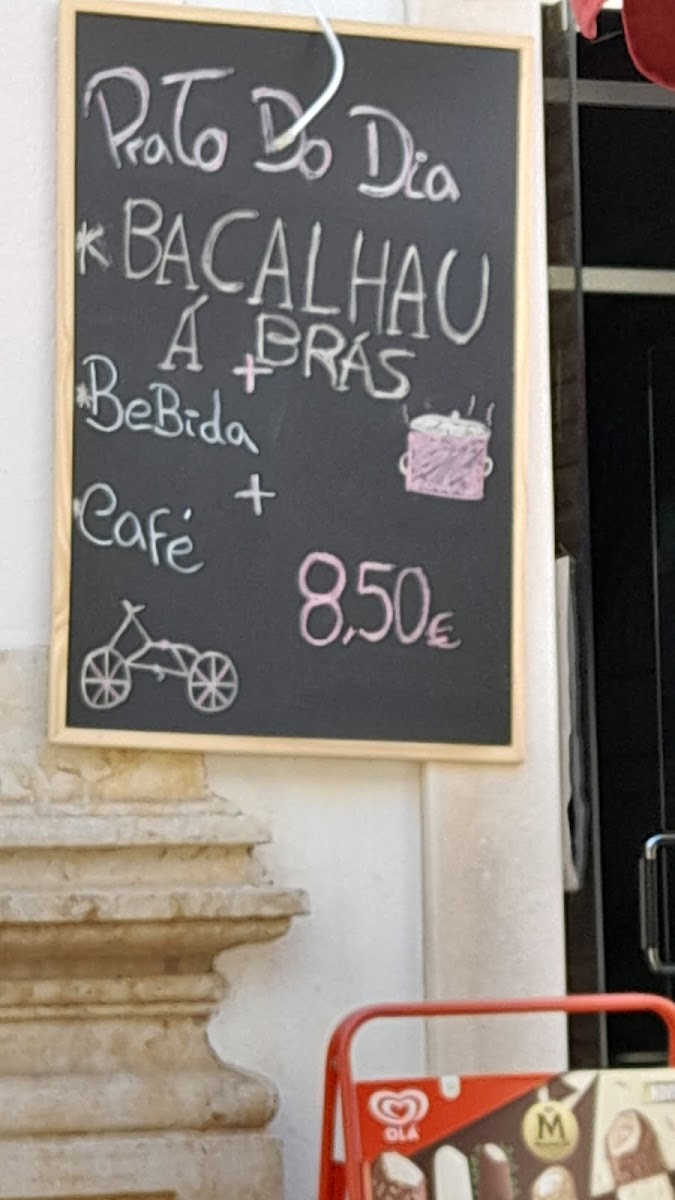 Prato Do Dia
* BACALHAU
Á BRÁS
+
* BeBida
+
* Café
8,50€
OLÁ
M